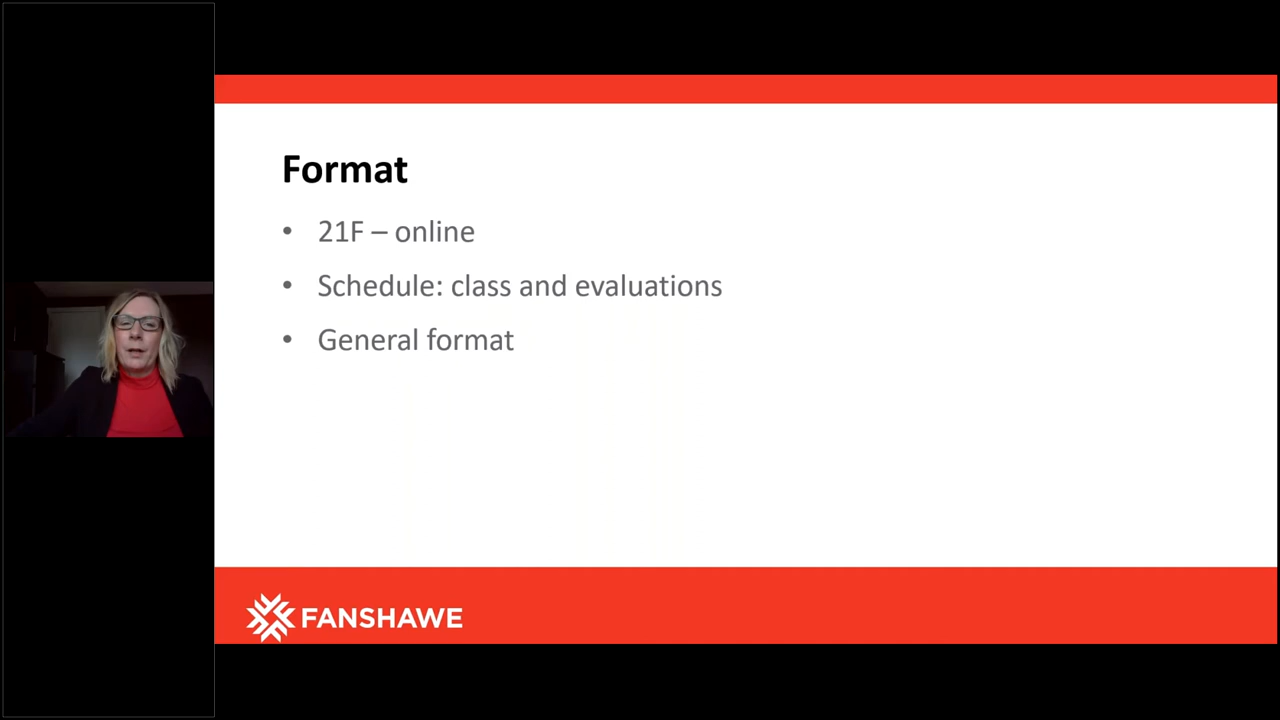 Format
• 21F – online
• Schedule: class and evaluations
• General format
FANSHAWE